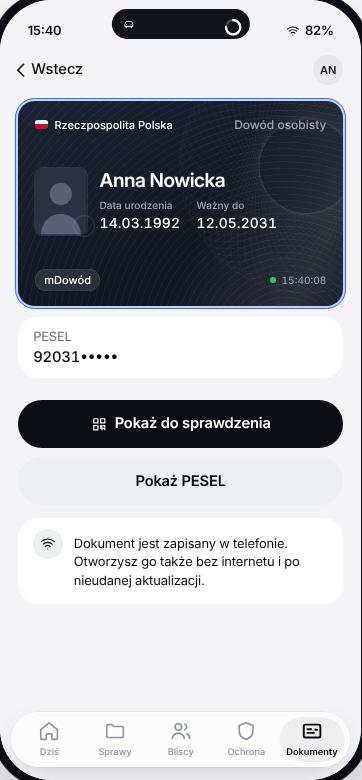 15:40
82%
Wstecz
AN
Rzeczpospolita Polska
Dowód osobisty
Anna Nowicka
Data urodzenia
Ważny do
14.03.1992
12.05.2031
mDowód
15:40:08
PESEL
92031•••••
Pokaż do sprawdzenia
Pokaż PESEL
Dokument jest zapisany w telefonie.
Otworzysz go także bez internetu i po
nieudanej aktualizacji.
Dziś
Sprawy
Bliscy
Ochrona
Dokumenty